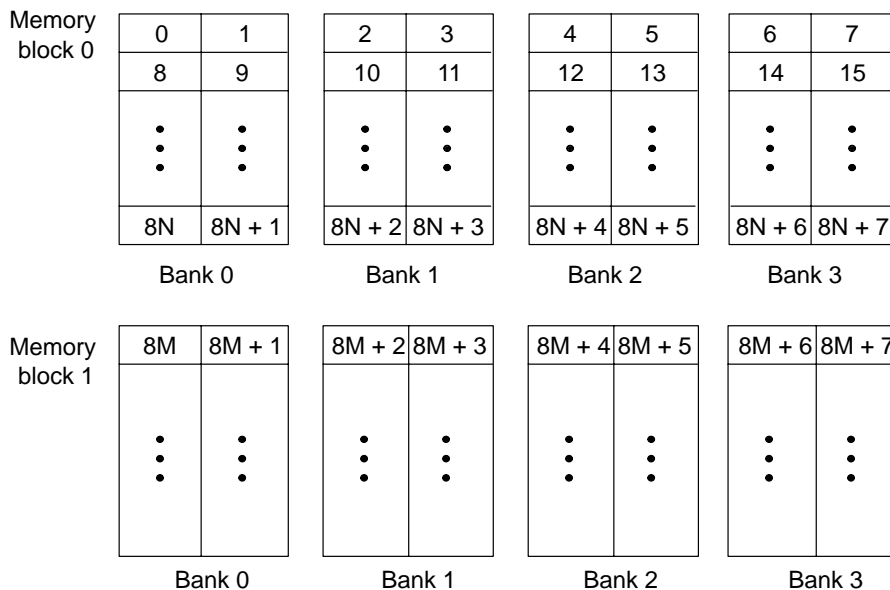 Memory block 0
0 1 2 3 4 5 6 7
8 9 10 11 12 13 14 15
8N 8N + 1 8N + 2 8N + 3 8N + 4 8N + 5 8N + 6 8N + 7
Bank 0 Bank 1 Bank 2 Bank 3
Memory block 1
8M 8M + 1 8M + 2 8M + 3 8M + 4 8M + 5 8M + 6 8M + 7
Bank 0 Bank 1 Bank 2 Bank 3